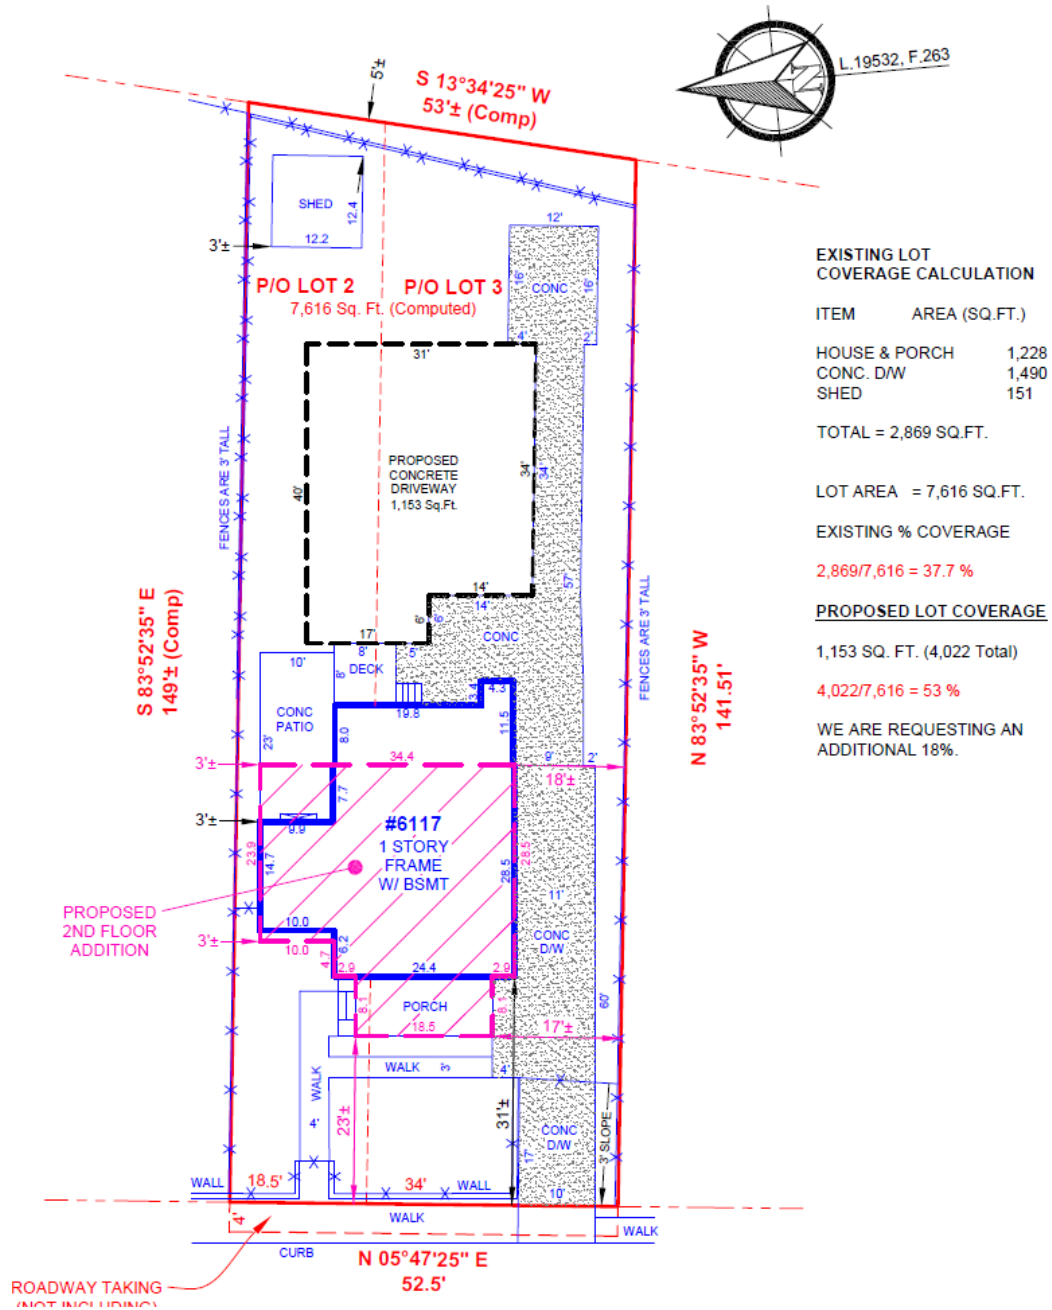 L.19532, F.263
N
5'±
S 13°34'25" W
53'± (Comp)
SHED
12.4
12.2
3'±
12'
16'
CONC
16'
4'
2'
P/O LOT 2
P/O LOT 3
7,616 Sq. Ft. (Computed)
31'
FENCES ARE 3' TALL
40'
PROPOSED
CONCRETE
DRIVEWAY
1,153 Sq.Ft.
34'
34'
57'
14'
14'
6'
6'
CONC
17'
8'
5'
DECK
8'
10'
CONC
PATIO
23'
S 83°52'35" E
149'± (Comp)
FENCES ARE 3' TALL
N 83°52'35" W
141.51'
3.4
4.3
19.8
11.5
8.0
34.4
9'
2'
3'±
18'±
7.7
3'±
9.9
#6117
1 STORY
FRAME
W/ BSMT
23.9
14.7
28.5
28.5
11'
CONC
D/W
PROPOSED
2ND FLOOR
ADDITION
10.0
3'±
10.0
6.2
4.7
2.9
24.4
2.9
8.1
PORCH
8.1
18.5
17'±
60'
WALK
3'
4'
WALK
4'
23'±
31'±
CONC
D/W
17'
3' SLOPE
WALL
18.5'
34'
WALL
10'
4'
WALK
WALK
CURB
N 05°47'25" E
52.5'
ROADWAY TAKING
(NOT INCLUDING)
EXISTING LOT
COVERAGE CALCULATION
ITEM AREA (SQ.FT.)
HOUSE & PORCH 1,228
CONC. D/W 1,490
SHED 151
TOTAL = 2,869 SQ.FT.
LOT AREA = 7,616 SQ.FT.
EXISTING % COVERAGE
2,869/7,616 = 37.7 %
PROPOSED LOT COVERAGE
1,153 SQ. FT. (4,022 Total)
4,022/7,616 = 53 %
WE ARE REQUESTING AN
ADDITIONAL 18%.